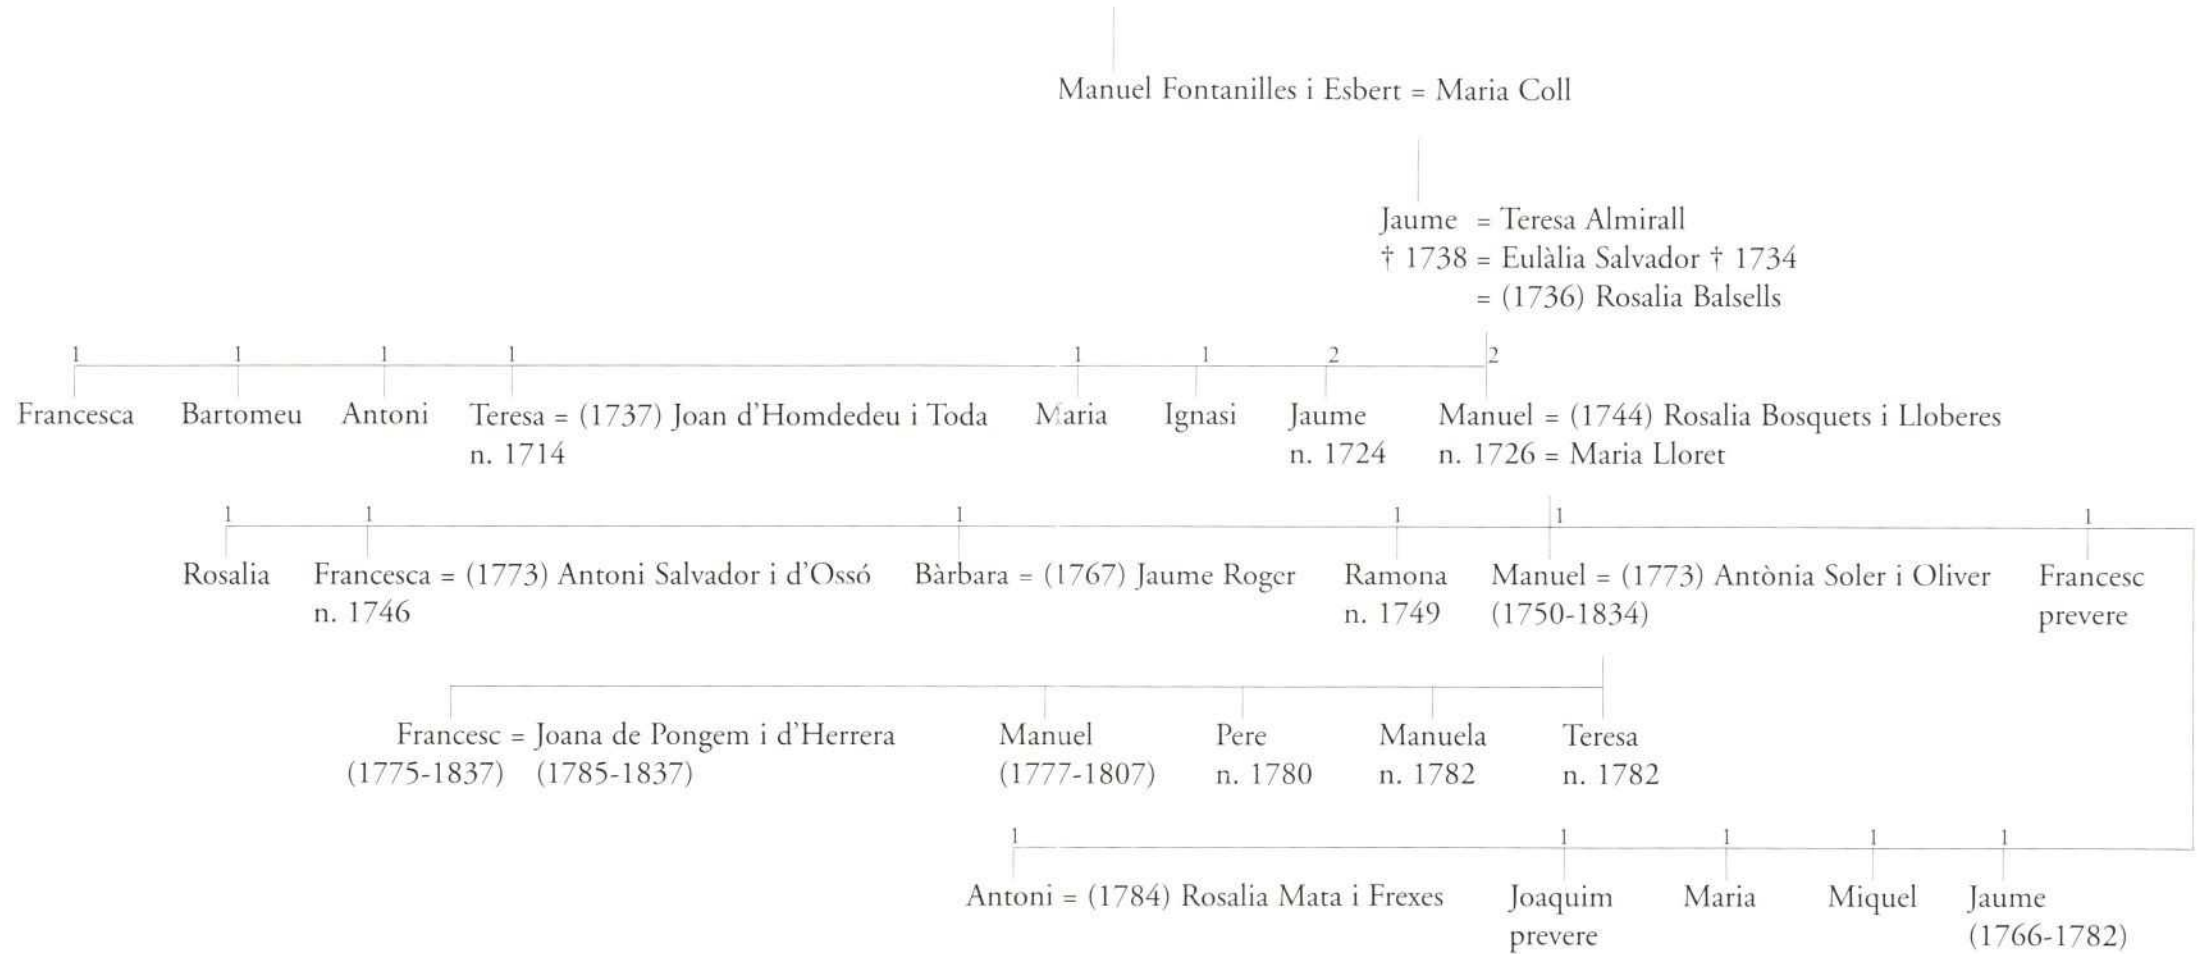 Manuel Fontanilles i Esbert = Maria Coll
Jaume = Teresa Almirall
† 1738 = Eulàlia Salvador † 1734
= (1736) Rosalia Balsells
1 1 1 1 1 1 2 2
Francesca Bartomeu Antoni Teresa = (1737) Joan d'Homdedeu i Toda Maria Ignasi Jaume Manuel = (1744) Rosalia Bosquets i Lloberes
n. 1714 n. 1724 n. 1726 = Maria Lloret
1 1 1 1 1 1
Rosalia Francesca = (1773) Antoni Salvador i d'Ossó Bàrbara = (1767) Jaume Roger Ramona Manuel = (1773) Antònia Soler i Oliver Francesc
n. 1746 n. 1749 (1750-1834) prevere
Francesc = Joana de Pongem i d'Herrera Manuel Pere Manuela Teresa
(1775-1837) (1785-1837) (1777-1807) n. 1780 n. 1782 n. 1782
1 1 1 1 1
Antoni = (1784) Rosalia Mata i Frexes Joaquim Maria Miquel Jaume
prevere (1766-1782)